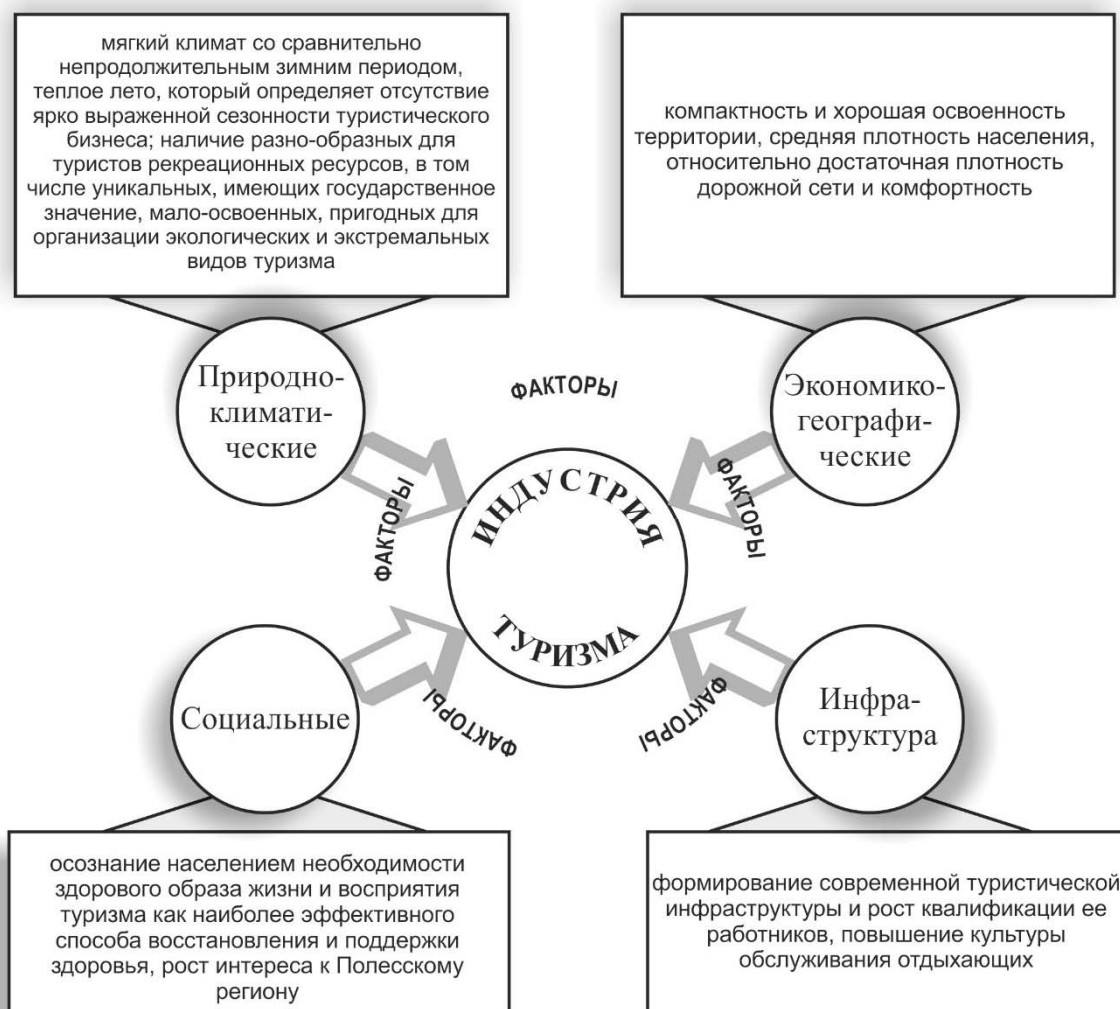 мягкий климат со сравнительно
непродолжительным зимним периодом,
теплое лето, который определяет отсутствие
ярко выраженной сезонности туристического
бизнеса; наличие разно-образных для
туристов рекреационных ресурсов, в том
числе уникальных, имеющих государственное
значение, мало-освоенных, пригодных для
организации экологических и экстремальных
видов туризма
компактность и хорошая освоенность
территории, средняя плотность населения,
относительно достаточная плотность
дорожной сети и комфортность
Природно-
климати-
ческие
ФАКТОРЫ
Экономико-
географи-
ческие
ФАКТОРЫ
ИНДУСТРИЯ
ТУРИЗМА
ФАКТОРЫ
Социальные
ФАКТОРЫ
ФАКТОРЫ
Инфра-
структура
осознание населением необходимости
здорового образа жизни и восприятия
туризма как наиболее эффективного
способа восстановления и поддержки
здоровья, рост интереса к Полесскому
региону
формирование современной туристической
инфраструктуры и рост квалификации ее
работников, повышение культуры
обслуживания отдыхающих